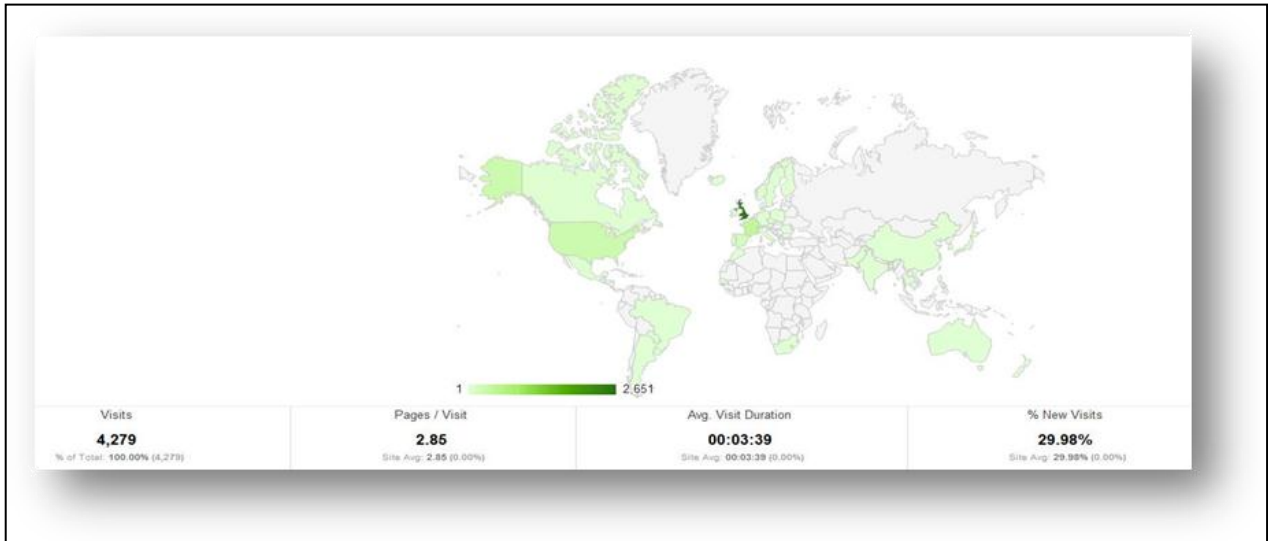 1 2,651
Visits Pages / Visit Avg. Visit Duration % New Visits
4,279 2.85 00:03:39 29.98%
% of Total: 100.00% (4,279) Site Avg: 2.85 (0.00%) Site Avg: 00:03:39 (0.00%) Site Avg: 29.98% (0.00%)